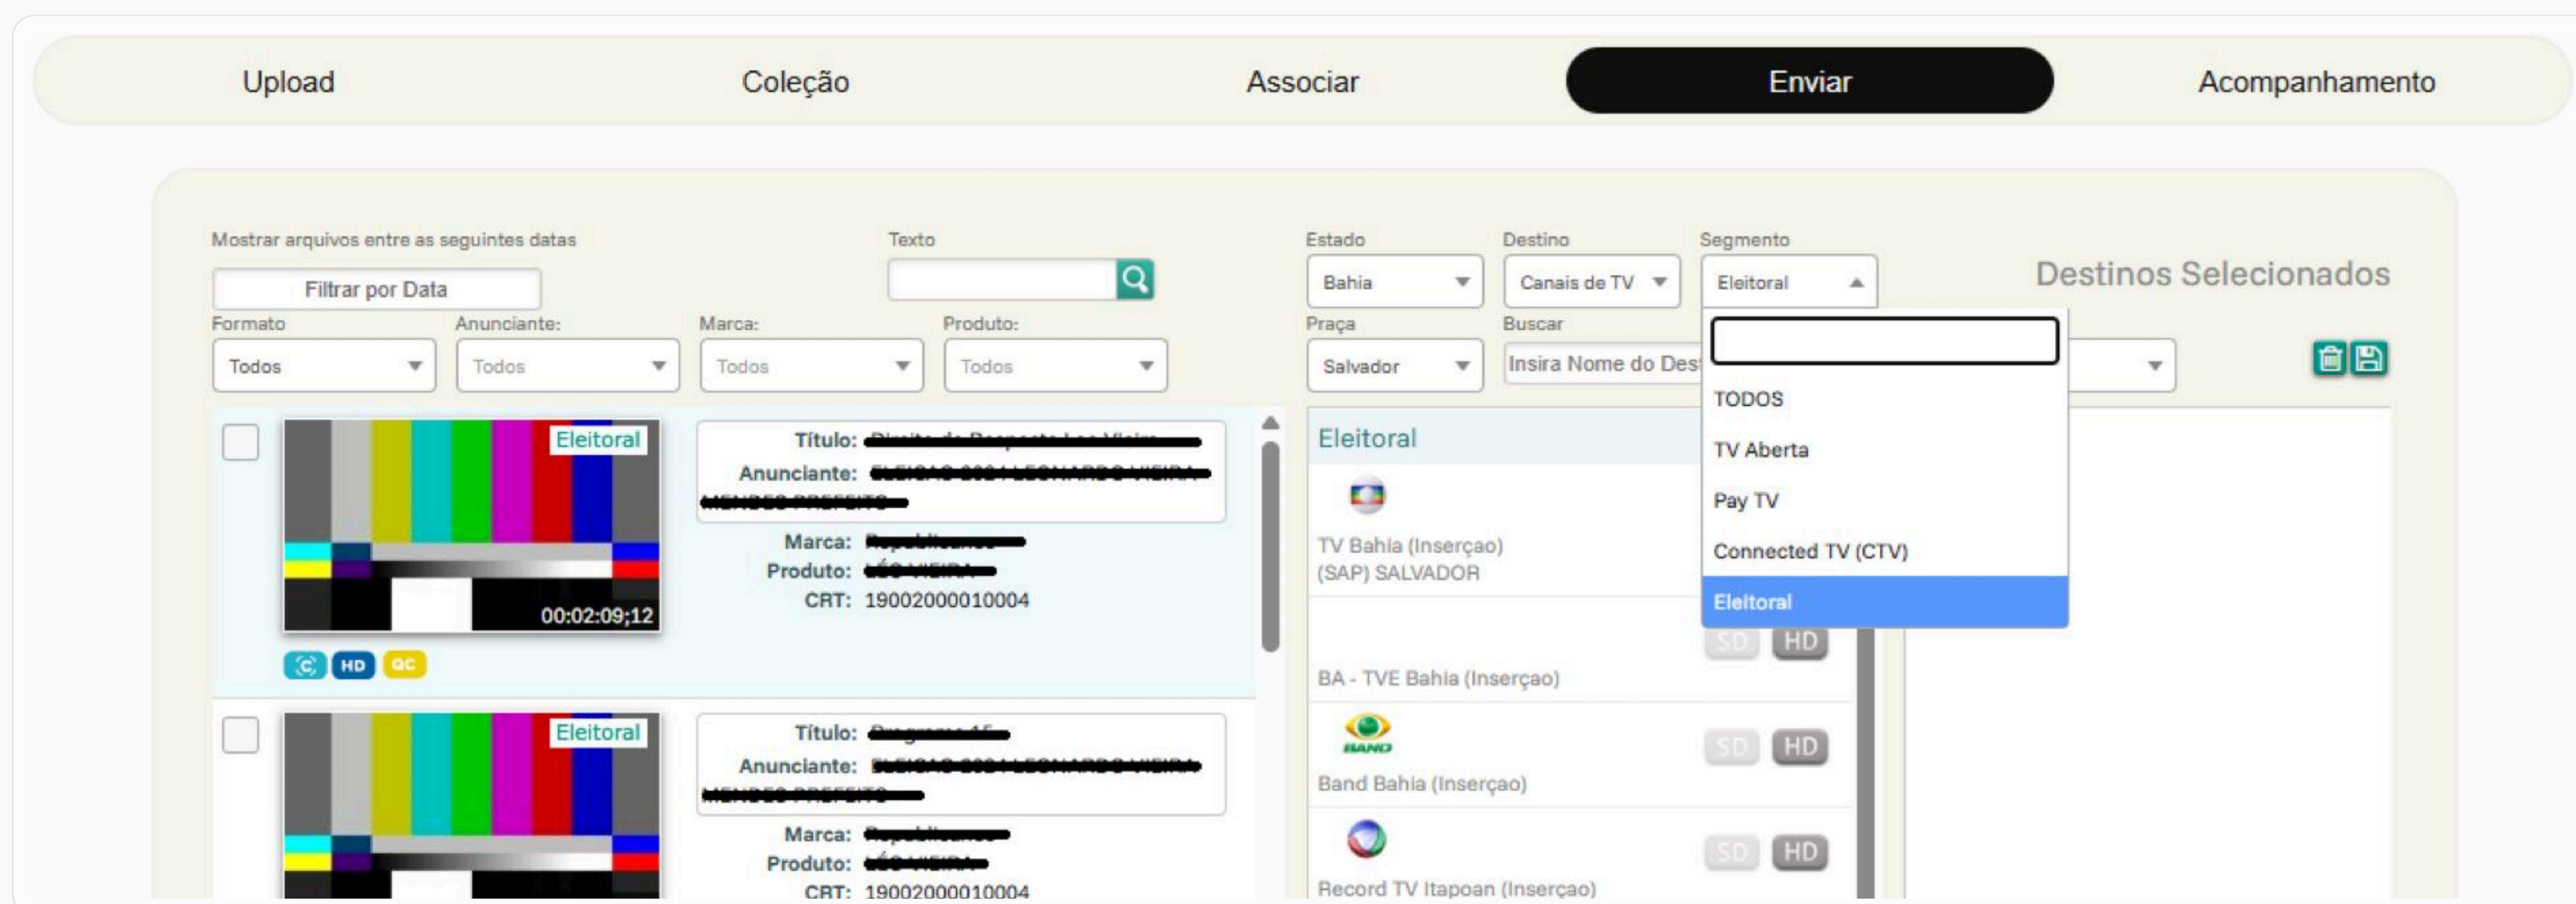 Upload Coleção Associar Enviar Acompanhamento
Mostrar arquivos entre as seguintes datas
Filtrar por Data
Texto
Formato Anunciante: Marca: Produto:
Todos Todos Todos Todos
Eleitoral
00:02:09;12
HD QC
Título:
Anunciante:
Marca:
Produto:
CRT: 19002000010004
Eleitoral
Título:
Anunciante:
Marca:
Produto:
CRT: 19002000010004
Estado Destino Segmento
Bahia Canais de TV Eleitoral
Praça Buscar
Salvador Insira Nome do Des
TODOS
TV Aberta
Pay TV
Connected TV (CTV)
Eleitoral
Eleitoral
TV Bahia (Inserçao)
(SAP) SALVADOR
SD HD
BA - TVE Bahia (Inserçao)
BAND
SD HD
Band Bahia (Inserçao)
SD HD
Record TV Itapoan (Inserçao)
Destinos Selecionados